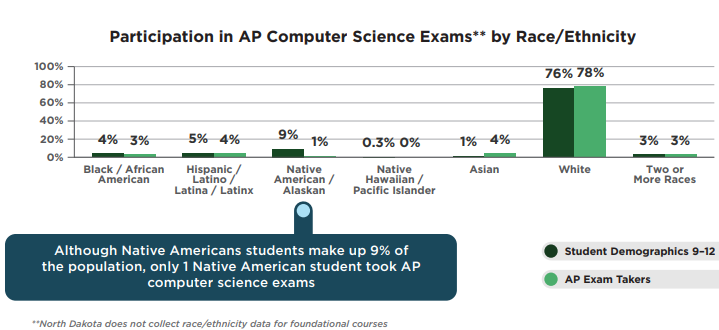 Participation in AP Computer Science Exams** by Race/Ethnicity
100%
80%
60%
40%
20%
0%
4% 3%
5% 4%
9% 1%
0.3% 0%
1% 4%
76% 78%
3% 3%
Black / African
American
Hispanic /
Latino /
Latina / Latinx
Native
American /
Alaskan
Native
Hawaiian /
Pacific Islander
Asian
White
Two or
More Races
Although Native Americans students make up 9% of
the population, only 1 Native American student took AP
computer science exams
Student Demographics 9–12
AP Exam Takers
**North Dakota does not collect race/ethnicity data for foundational courses